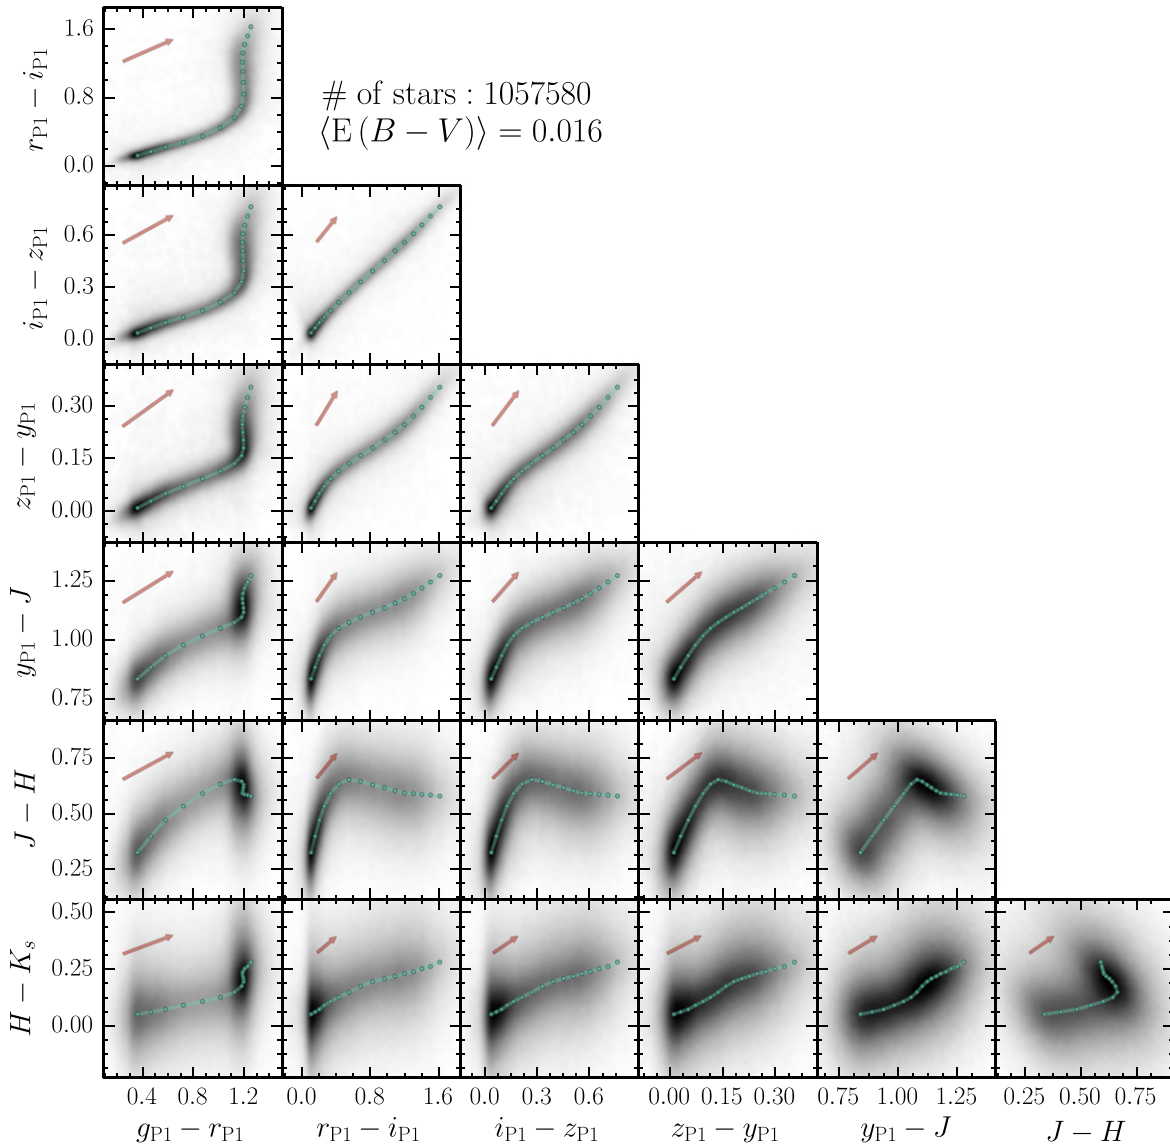 # of stars : 1057580
⟨E (B − V)⟩ = 0.016
r_P1 − i_P1
1.6
0.8
0.0
i_P1 − z_P1
0.6
0.3
0.0
z_P1 − y_P1
0.30
0.15
0.00
y_P1 − J
1.25
1.00
0.75
J − H
0.75
0.50
0.25
H − K_s
0.50
0.25
0.00
0.4 0.8 1.2 0.0 0.8 1.6 0.0 0.3 0.6 0.00 0.15 0.30 0.75 1.00 1.25 0.25 0.50 0.75
g_P1 − r_P1 r_P1 − i_P1 i_P1 − z_P1 z_P1 − y_P1 y_P1 − J J − H